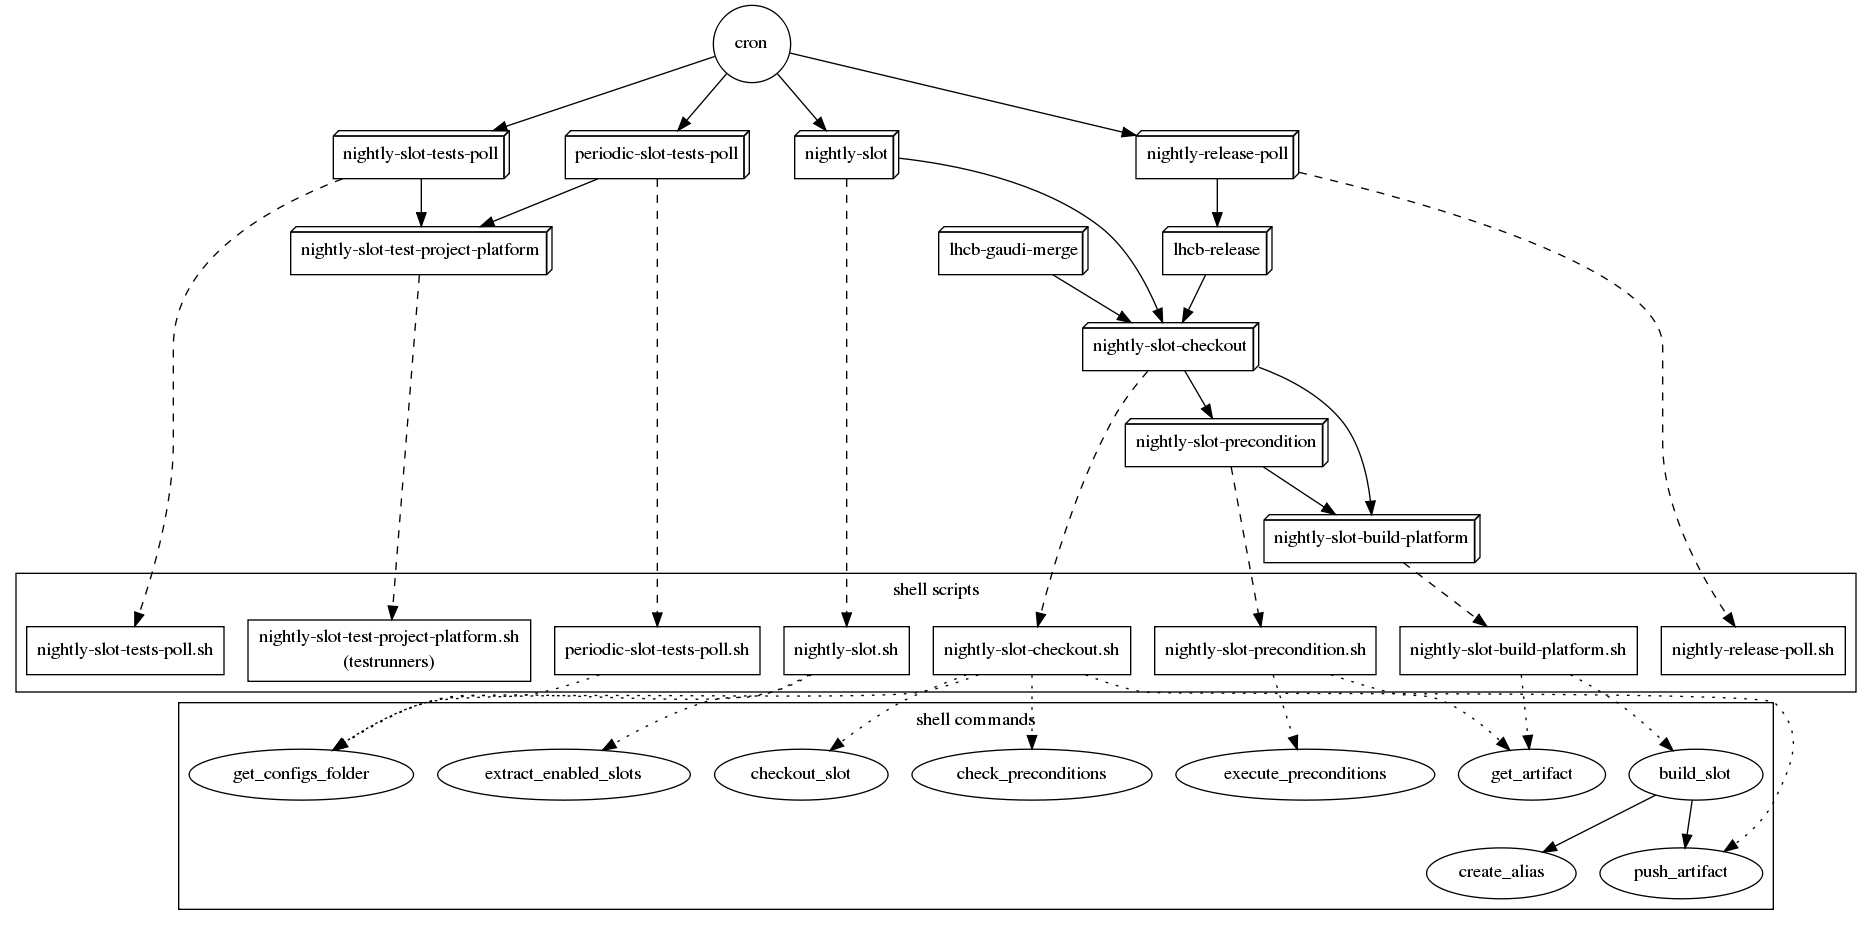 cron
nightly-slot-tests-poll
periodic-slot-tests-poll
nightly-slot
nightly-release-poll
nightly-slot-test-project-platform
lhcb-gaudi-merge
lhcb-release
nightly-slot-checkout
nightly-slot-precondition
nightly-slot-build-platform
shell scripts
nightly-slot-tests-poll.sh
nightly-slot-test-project-platform.sh
(testrunners)
periodic-slot-tests-poll.sh
nightly-slot.sh
nightly-slot-checkout.sh
nightly-slot-precondition.sh
nightly-slot-build-platform.sh
nightly-release-poll.sh
shell commands
get_configs_folder
extract_enabled_slots
checkout_slot
check_preconditions
execute_preconditions
get_artifact
build_slot
create_alias
push_artifact